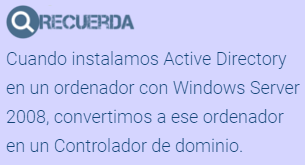 RECUERDA
Cuando instalamos Active Directory
en un ordenador con Windows Server
2008, convertimos a ese ordenador
en un Controlador de dominio.